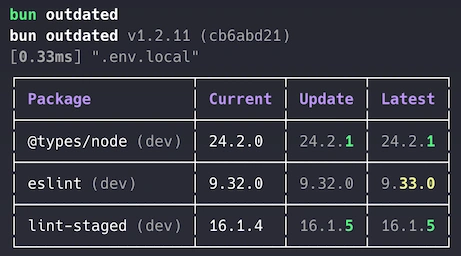 bun outdated
bun outdated v1.2.11 (cb6abd21)
[0.33ms] ".env.local"
Package Current Update Latest
@types/node (dev) 24.2.0 24.2.1 24.2.1
eslint (dev) 9.32.0 9.32.0 9.33.0
lint-staged (dev) 16.1.4 16.1.5 16.1.5